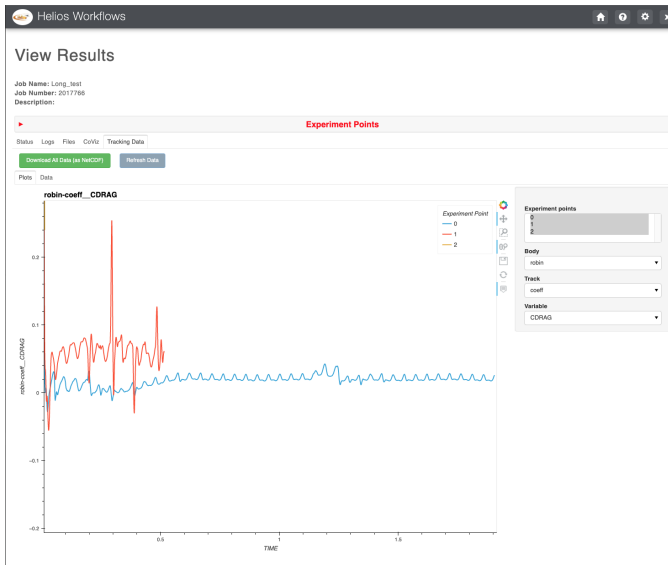 Helios Workflows
View Results
Job Name: Long_test
Job Number: 2017766
Description:
Experiment Points
Status Logs Files CoViz Tracking Data
Download All Data (as NetCDF) Refresh Data
Plots Data
robin-coeff__CDRAG
Experiment Point
0
1
2
0.2
0.1
0
-0.1
-0.2
robin-coeff__CDRAG
0.5 1 1.5
TIME
Experiment points
0
1
2
Body
robin
Track
coeff
Variable
CDRAG